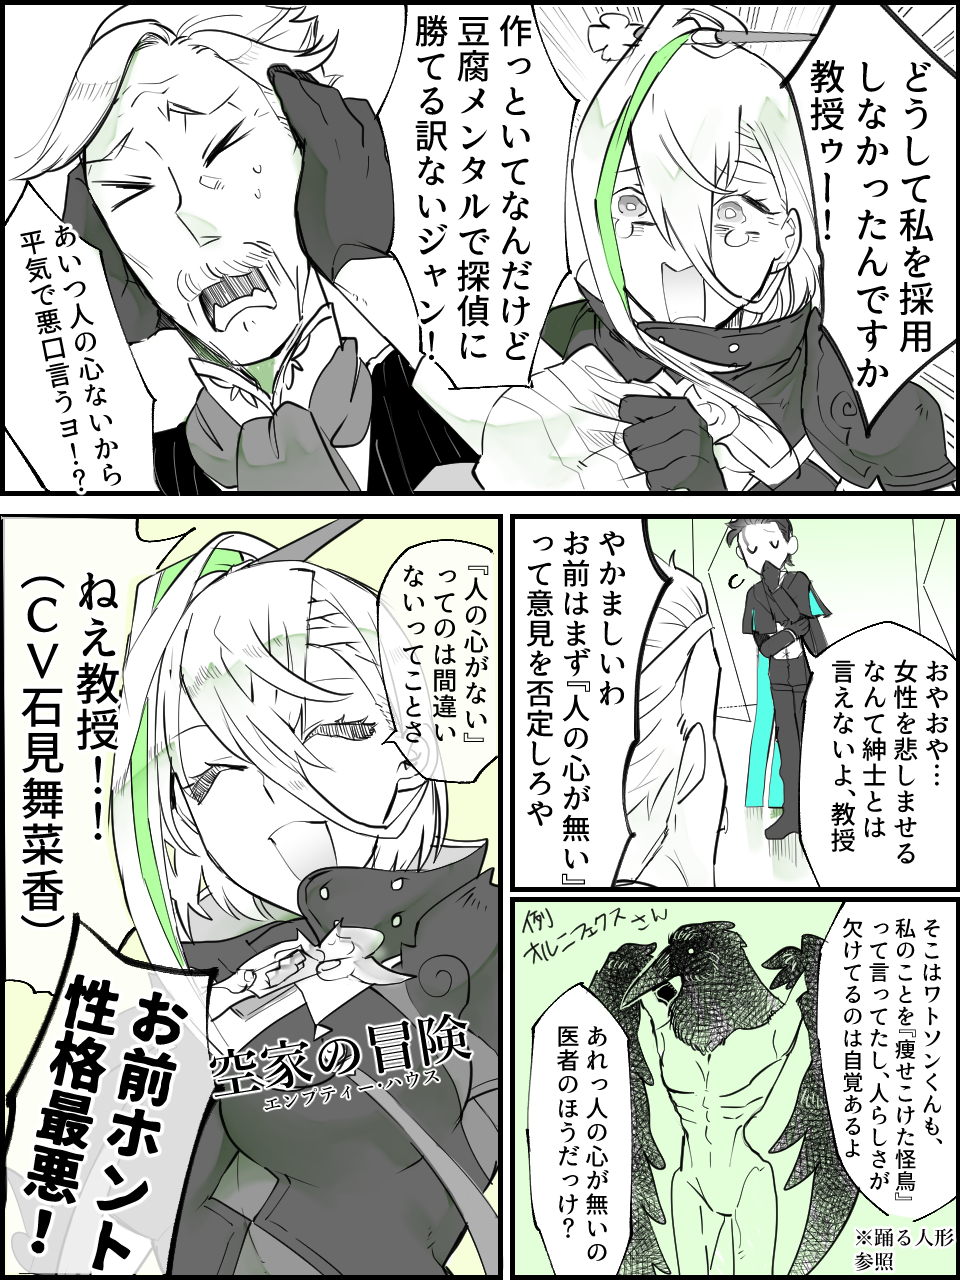 どうして私を採用
しなかったんですか
教授ゥー!
作っといてなんだけど
豆腐メンタルで探偵に
勝てる訳ないジャン!
あいつ人の心ないから
平気で悪口言うョ!?
おやおや…
女性を悲しませる
なんて紳士とは
言えないよ、教授
やかましいわ
お前はまず『人の心が無い』
って意見を否定しろや
そこはワトソンくんも、
私のことを『痩せこけた怪鳥』
って言ってたし、人らしさが
欠けてるのは自覚あるよ
※踊る人形
参照
例
オルニフェクスさん
あれっ人の心が無いの
医者のほうだっけ?
『人の心がない』
ってのは間違い
ないってことさ
ねえ教授!!!
(CV石見舞菜香)
空家の冒険
エンプティー・ハウス
お前ホント
性格最悪!